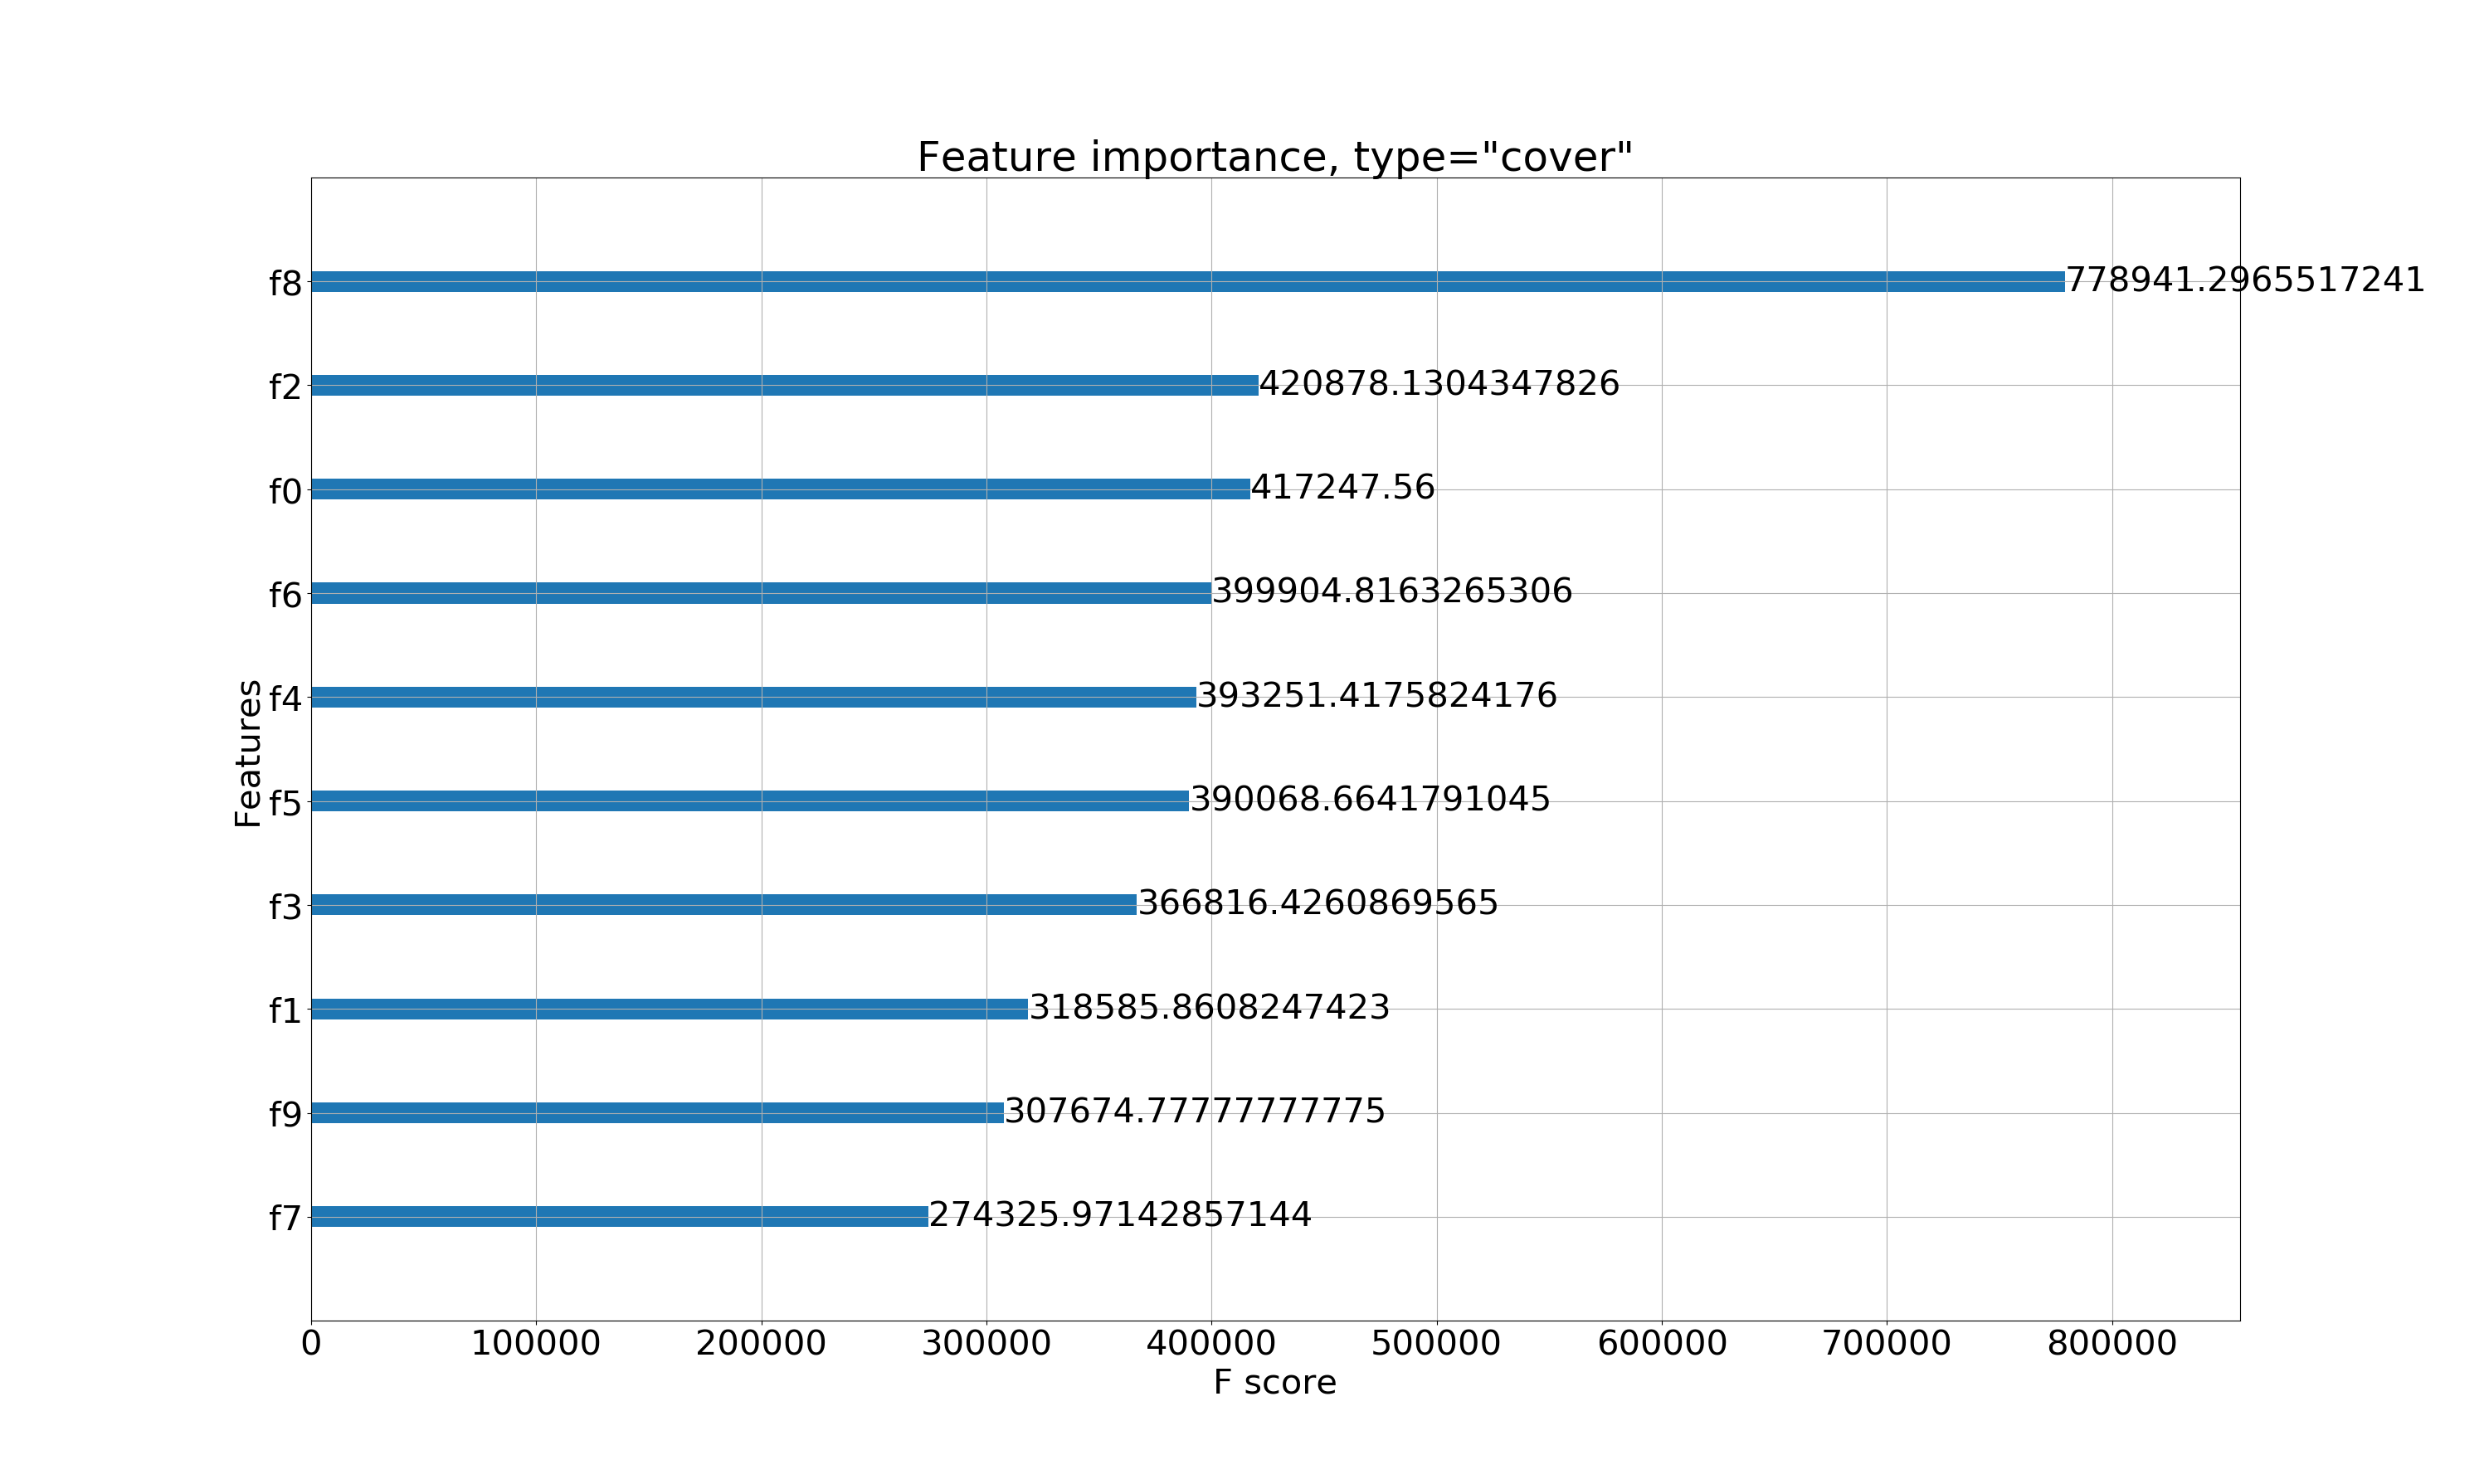 Feature importance, type="cover"
f8 778941.2965517241
f2 420878.1304347826
f0 417247.56
f6 399904.8163265306
f4 393251.4175824176
f5 390068.6641791045
f3 366816.4260869565
f1 318585.8608247423
f9 307674.77777777775
f7 274325.97142857144
Features
0 100000 200000 300000 400000 500000 600000 700000 800000
F score